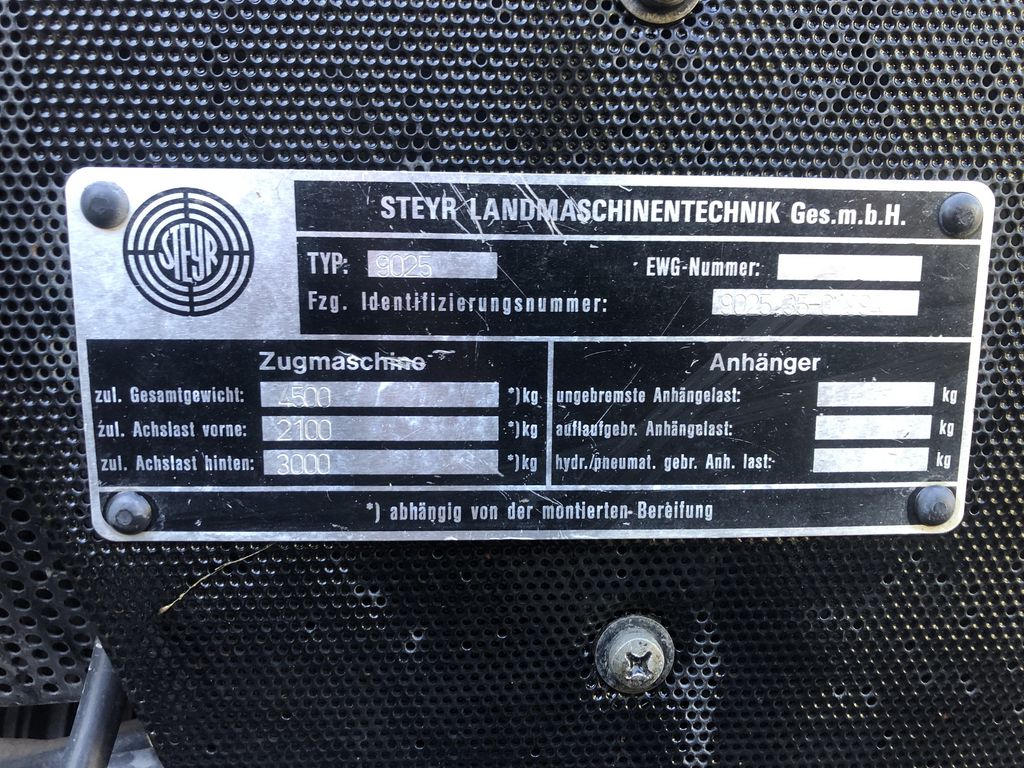 STEYR
STEYR LANDMASCHINENTECHNIK Ges.m.b.H.
TYP: 9025 EWG-Nummer:
Fzg. Identifizierungsnummer:
Zugmaschine
zul. Gesamtgewicht: 4500 *)kg
zul. Achslast vorne: 2100 *)kg
zul. Achslast hinten: 3000 *)kg
Anhänger
ungebremste Anhängelast: kg
auflaufgebr. Anhängelast: kg
hydr./pneumat. gebr. Anh. last: kg
*) abhängig von der montierten Bereifung